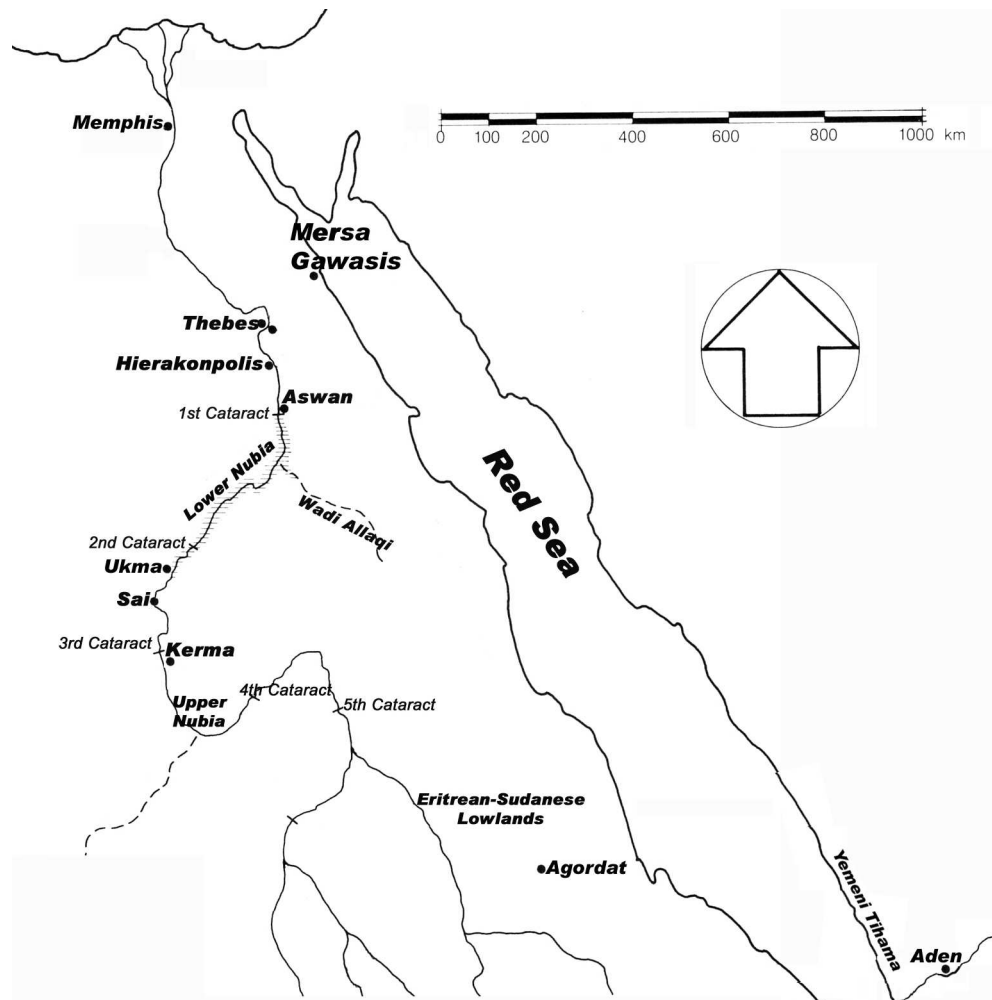 Memphis
0 100 200 400 600 800 1000 km
Mersa
Gawasis
Thebes
Hierakonpolis
Aswan
1st Cataract
Lower Nubia
Red Sea
Wadi Allaqi
2nd Cataract
Ukma
Sai
3rd Cataract
Kerma
4th Cataract
Upper
Nubia
5th Cataract
Eritrean-Sudanese
Lowlands
Agordat
Yemeni Tihama
Aden